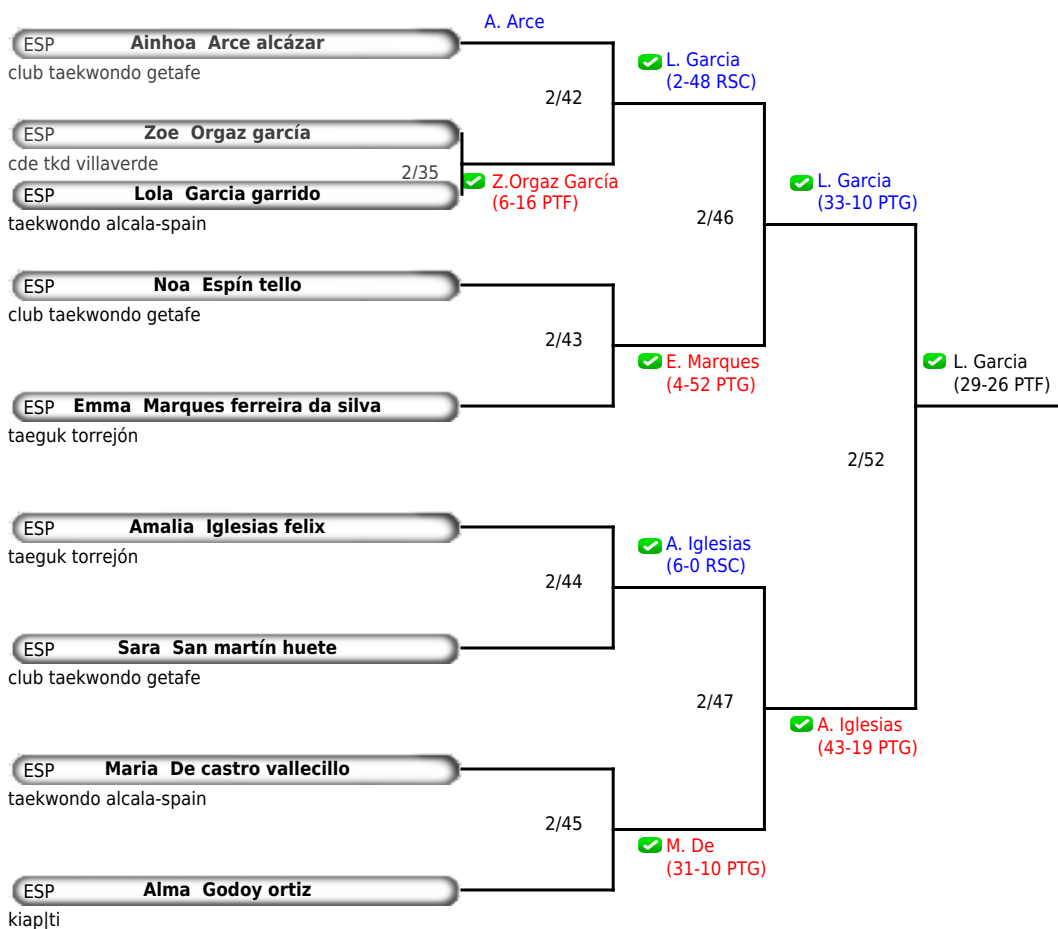 A. Arce
ESP Ainhoa Arce alcázar
club taekwondo getafe
L. Garcia
(2-48 RSC)
2/42
ESP Zoe Orgaz garcía
cde tkd villaverde
2/35
Z.Orgaz García
(6-16 PTF)
ESP Lola Garcia garrido
taekwondo alcala-spain
L. Garcia
(33-10 PTG)
2/46
ESP Noa Espín tello
club taekwondo getafe
2/43
E. Marques
(4-52 PTG)
L. Garcia
(29-26 PTF)
ESP Emma Marques ferreira da silva
taeguk torrejón
2/52
ESP Amalia Iglesias felix
taeguk torrejón
A. Iglesias
(6-0 RSC)
2/44
ESP Sara San martín huete
club taekwondo getafe
2/47
A. Iglesias
(43-19 PTG)
ESP Maria De castro vallecillo
taekwondo alcala-spain
2/45
M. De
(31-10 PTG)
ESP Alma Godoy ortiz
kiap|ti